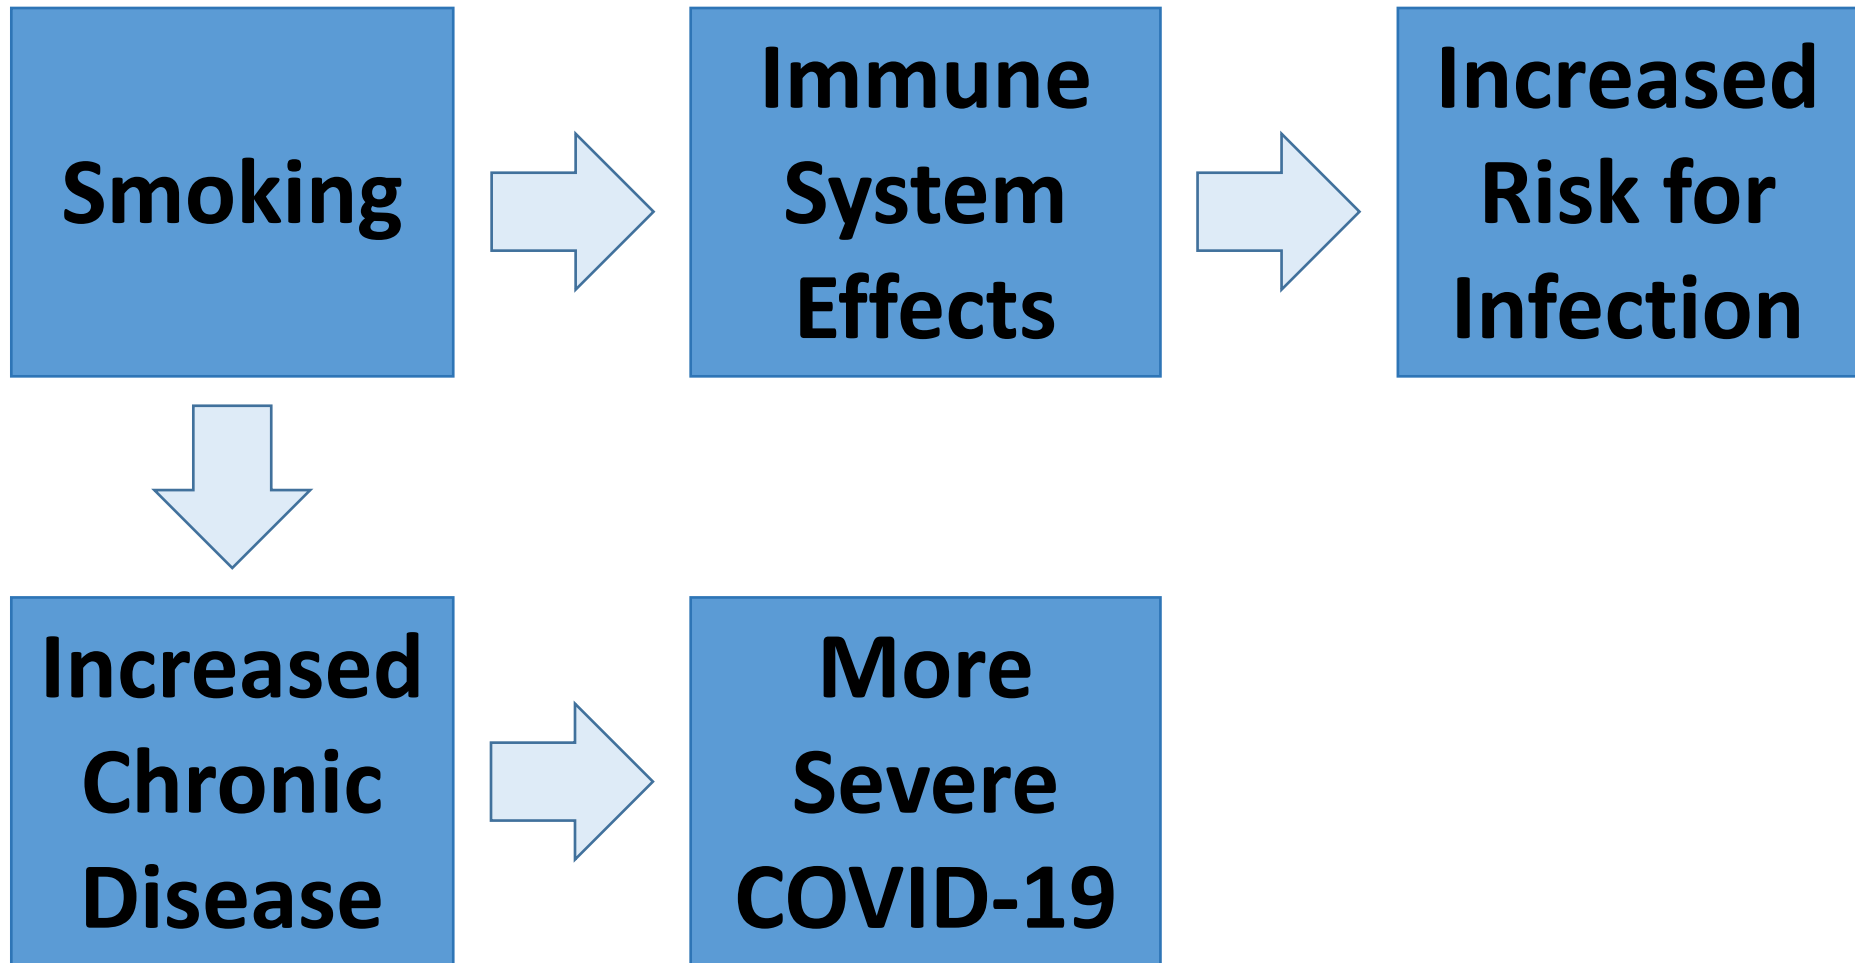 Smoking
Immune
System
Effects
Increased
Risk for
Infection
Increased
Chronic
Disease
More
Severe
COVID-19